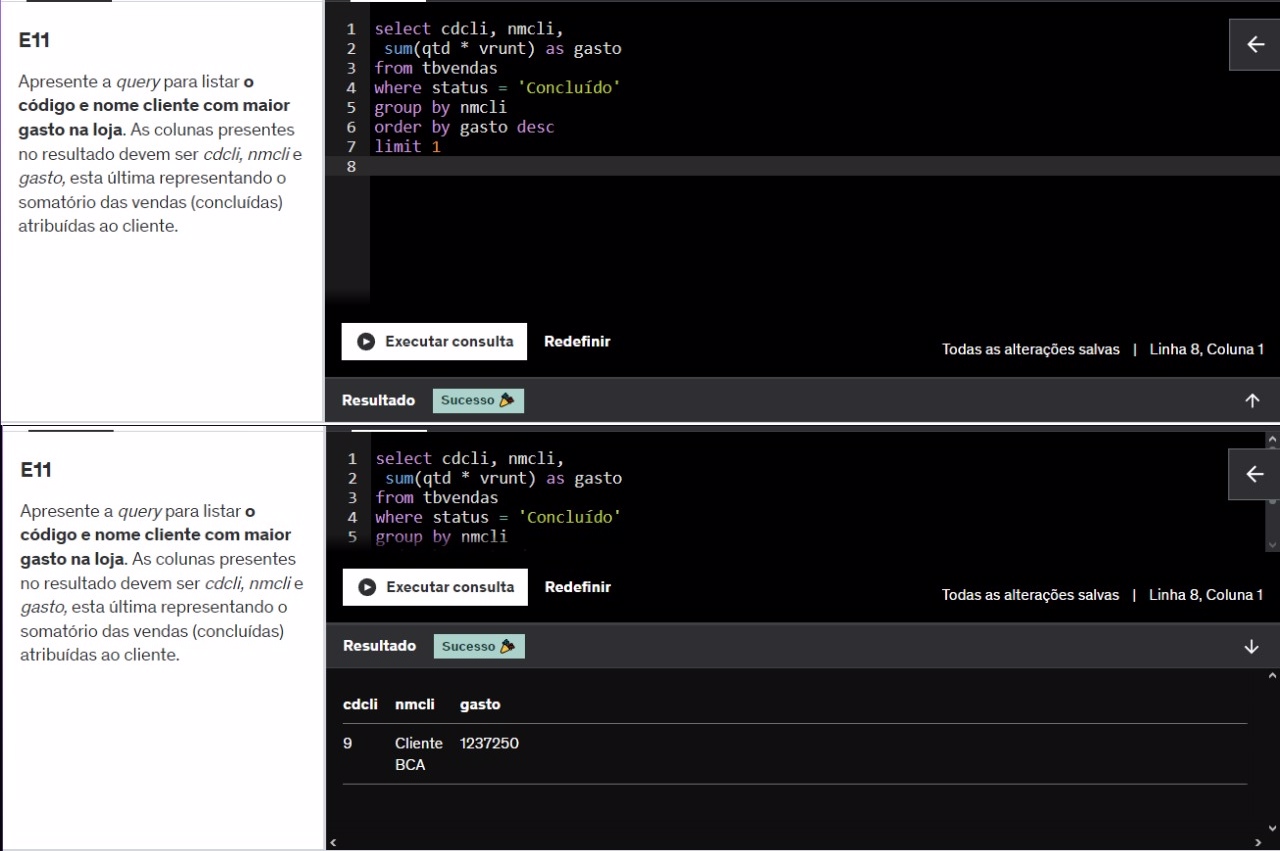 E11
Apresente a query para listar o
código e nome cliente com maior
gasto na loja. As colunas presentes
no resultado devem ser cdcli, nmcli e
gasto, esta última representando o
somatório das vendas (concluídas)
atribuídas ao cliente.
1 select cdcli, nmcli,
2 sum(qtd * vrunt) as gasto
3 from tbvendas
4 where status = 'Concluído'
5 group by nmcli
6 order by gasto desc
7 limit 1
8
Executar consulta Redefinir
Todas as alterações salvas | Linha 8, Coluna 1
Resultado Sucesso
E11
Apresente a query para listar o
código e nome cliente com maior
gasto na loja. As colunas presentes
no resultado devem ser cdcli, nmcli e
gasto, esta última representando o
somatório das vendas (concluídas)
atribuídas ao cliente.
1 select cdcli, nmcli,
2 sum(qtd * vrunt) as gasto
3 from tbvendas
4 where status = 'Concluído'
5 group by nmcli
Executar consulta Redefinir
Todas as alterações salvas | Linha 8, Coluna 1
Resultado Sucesso
cdcli nmcli gasto
9 Cliente 1237250
BCA